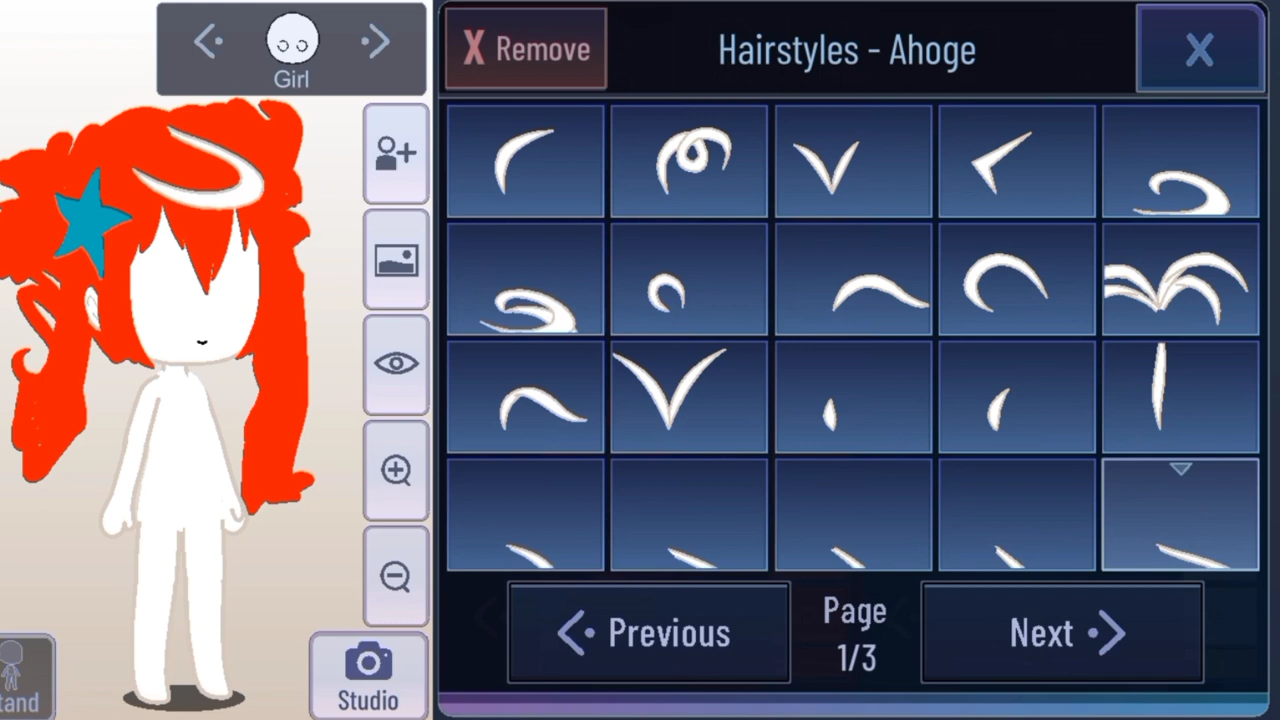 Girl
X Remove
Hairstyles - Ahoge
X
Previous
Page
1/3
Next
tand
Studio